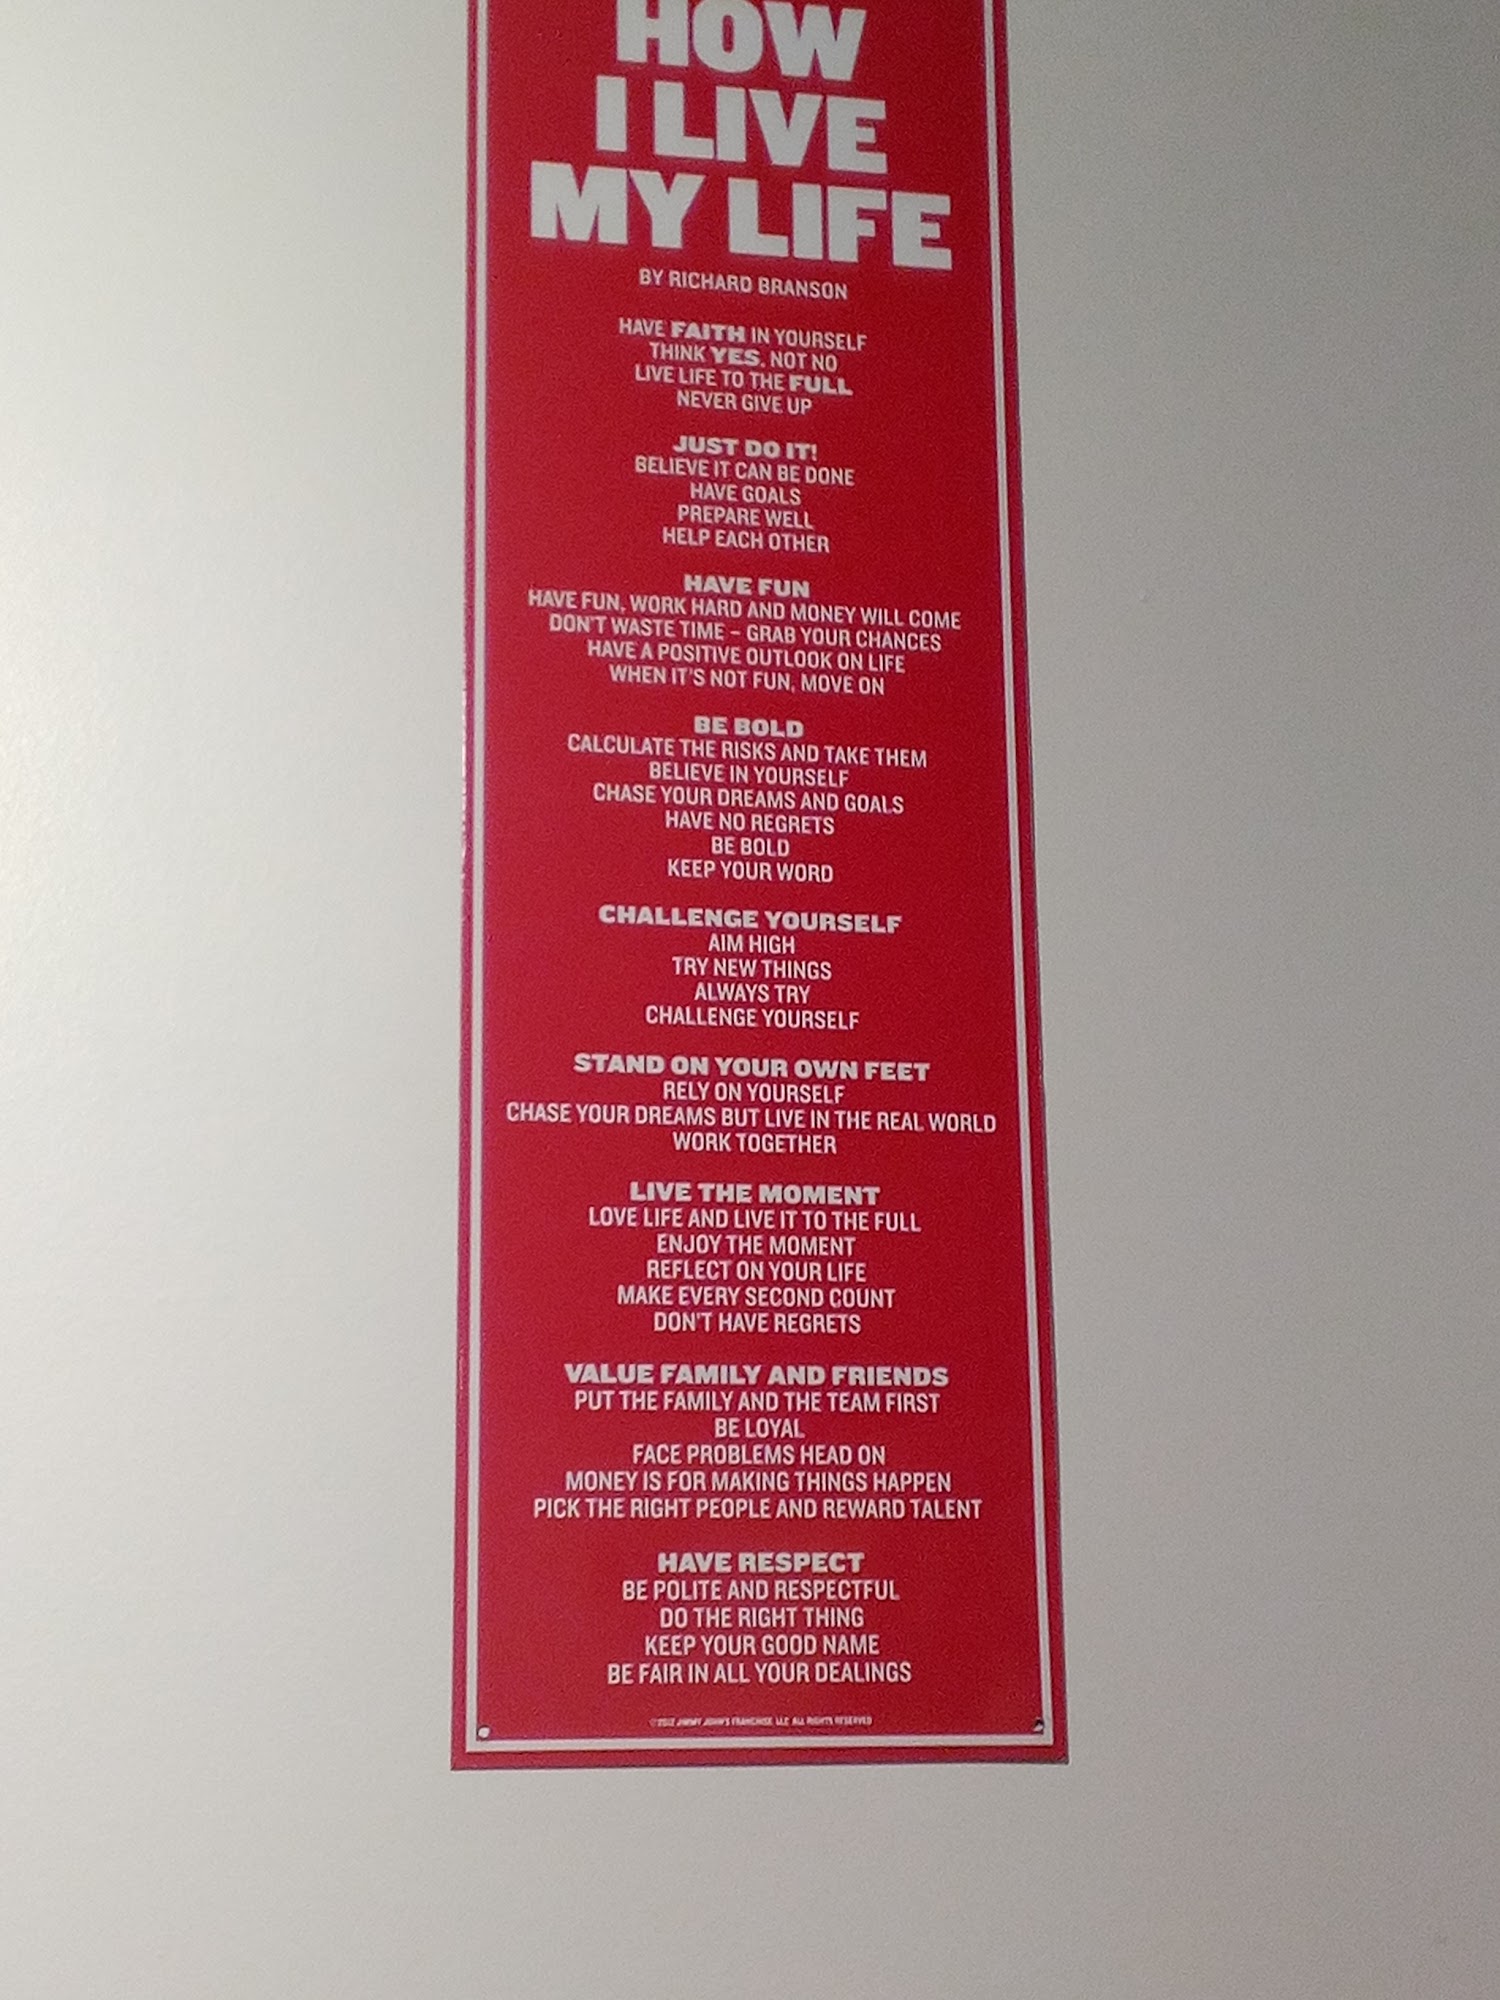 HOW
I LIVE
MY LIFE
BY RICHARD BRANSON
HAVE FAITH IN YOURSELF
THINK YES, NOT NO
LIVE LIFE TO THE FULL
NEVER GIVE UP
JUST DO IT!
BELIEVE IT CAN BE DONE
HAVE GOALS
PREPARE WELL
HELP EACH OTHER
HAVE FUN
HAVE FUN, WORK HARD AND MONEY WILL COME
DON'T WASTE TIME – GRAB YOUR CHANCES
HAVE A POSITIVE OUTLOOK ON LIFE
WHEN IT'S NOT FUN, MOVE ON
BE BOLD
CALCULATE THE RISKS AND TAKE THEM
BELIEVE IN YOURSELF
CHASE YOUR DREAMS AND GOALS
HAVE NO REGRETS
BE BOLD
KEEP YOUR WORD
CHALLENGE YOURSELF
AIM HIGH
TRY NEW THINGS
ALWAYS TRY
CHALLENGE YOURSELF
STAND ON YOUR OWN FEET
RELY ON YOURSELF
CHASE YOUR DREAMS BUT LIVE IN THE REAL WORLD
WORK TOGETHER
LIVE THE MOMENT
LOVE LIFE AND LIVE IT TO THE FULL
ENJOY THE MOMENT
REFLECT ON YOUR LIFE
MAKE EVERY SECOND COUNT
DON'T HAVE REGRETS
VALUE FAMILY AND FRIENDS
PUT THE FAMILY AND THE TEAM FIRST
BE LOYAL
FACE PROBLEMS HEAD ON
MONEY IS FOR MAKING THINGS HAPPEN
PICK THE RIGHT PEOPLE AND REWARD TALENT
HAVE RESPECT
BE POLITE AND RESPECTFUL
DO THE RIGHT THING
KEEP YOUR GOOD NAME
BE FAIR IN ALL YOUR DEALINGS
©2012 JIMMY JOHN'S FRANCHISE, LLC ALL RIGHTS RESERVED